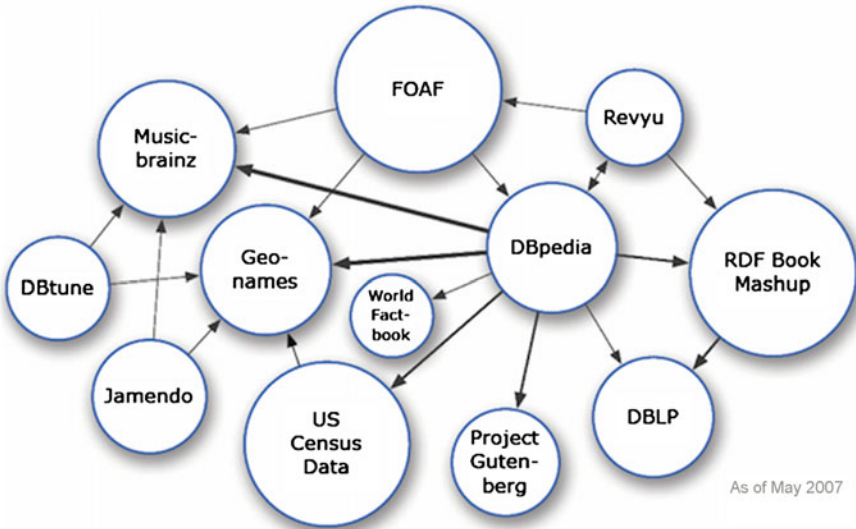 FOAF
Music-
brainz
Revyu
DBpedia
Geo-
names
RDF Book
Mashup
DBtune
World
Fact-
book
Jamendo
US
Census
Data
Project
Guten-
berg
DBLP
As of May 2007